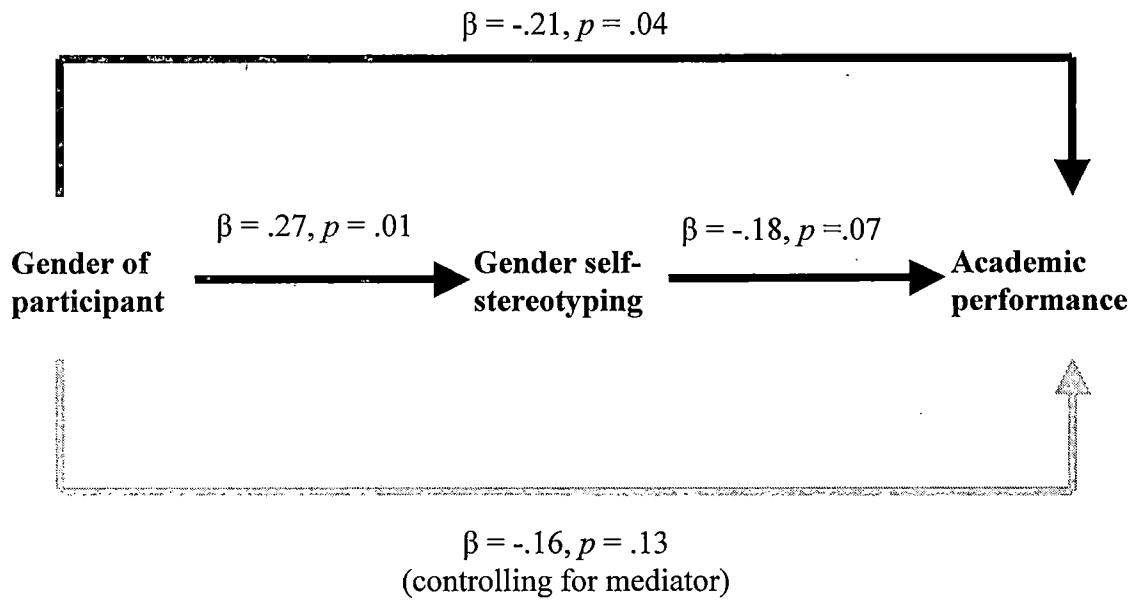 β = -.21, p = .04
β = .27, p = .01
β = -.18, p =.07
Gender of
participant
Gender self-
stereotyping
Academic
performance
β = -.16, p = .13
(controlling for mediator)